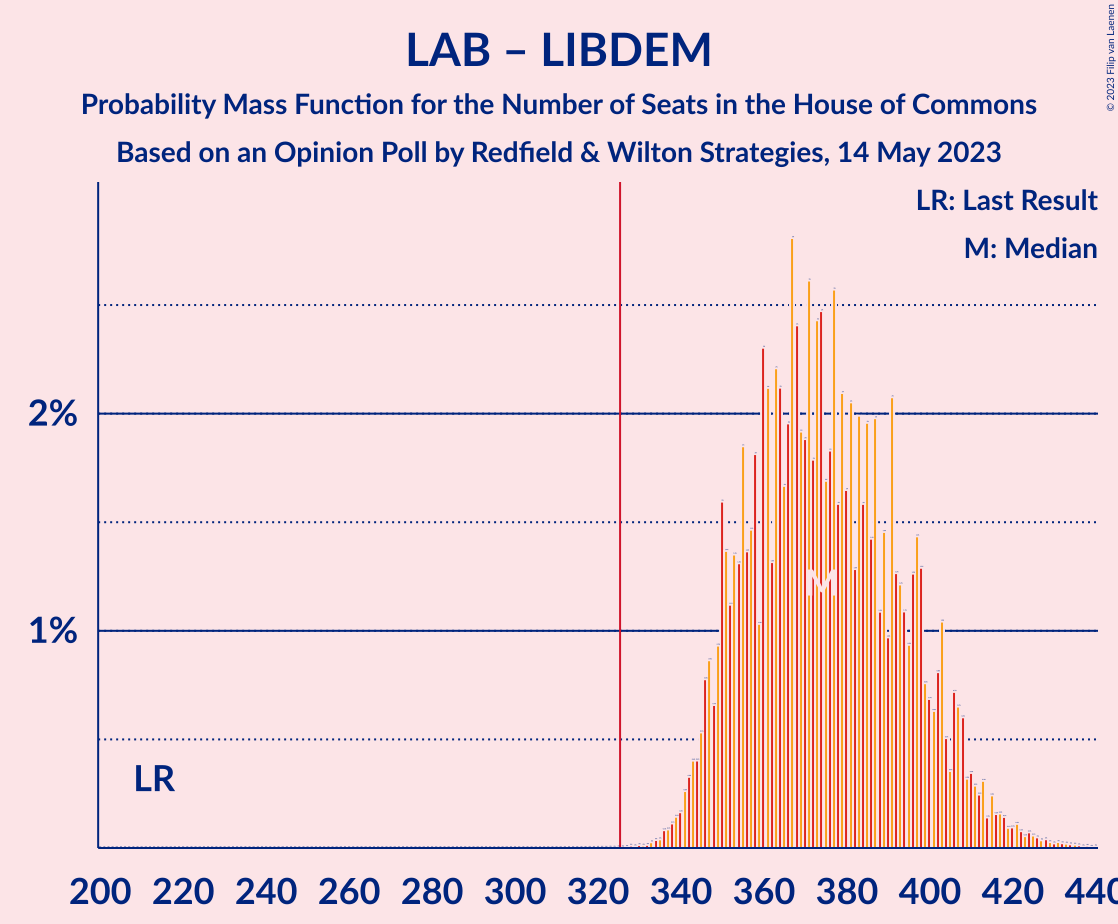 LAB – LIBDEM
Probability Mass Function for the Number of Seats in the House of Commons
Based on an Opinion Poll by Redfield & Wilton Strategies, 14 May 2023
© 2023 Filip van Laenen
LR: Last Result
M: Median
2%
1%
M
LR
200 220 240 260 280 300 320 340 360 380 400 420 440